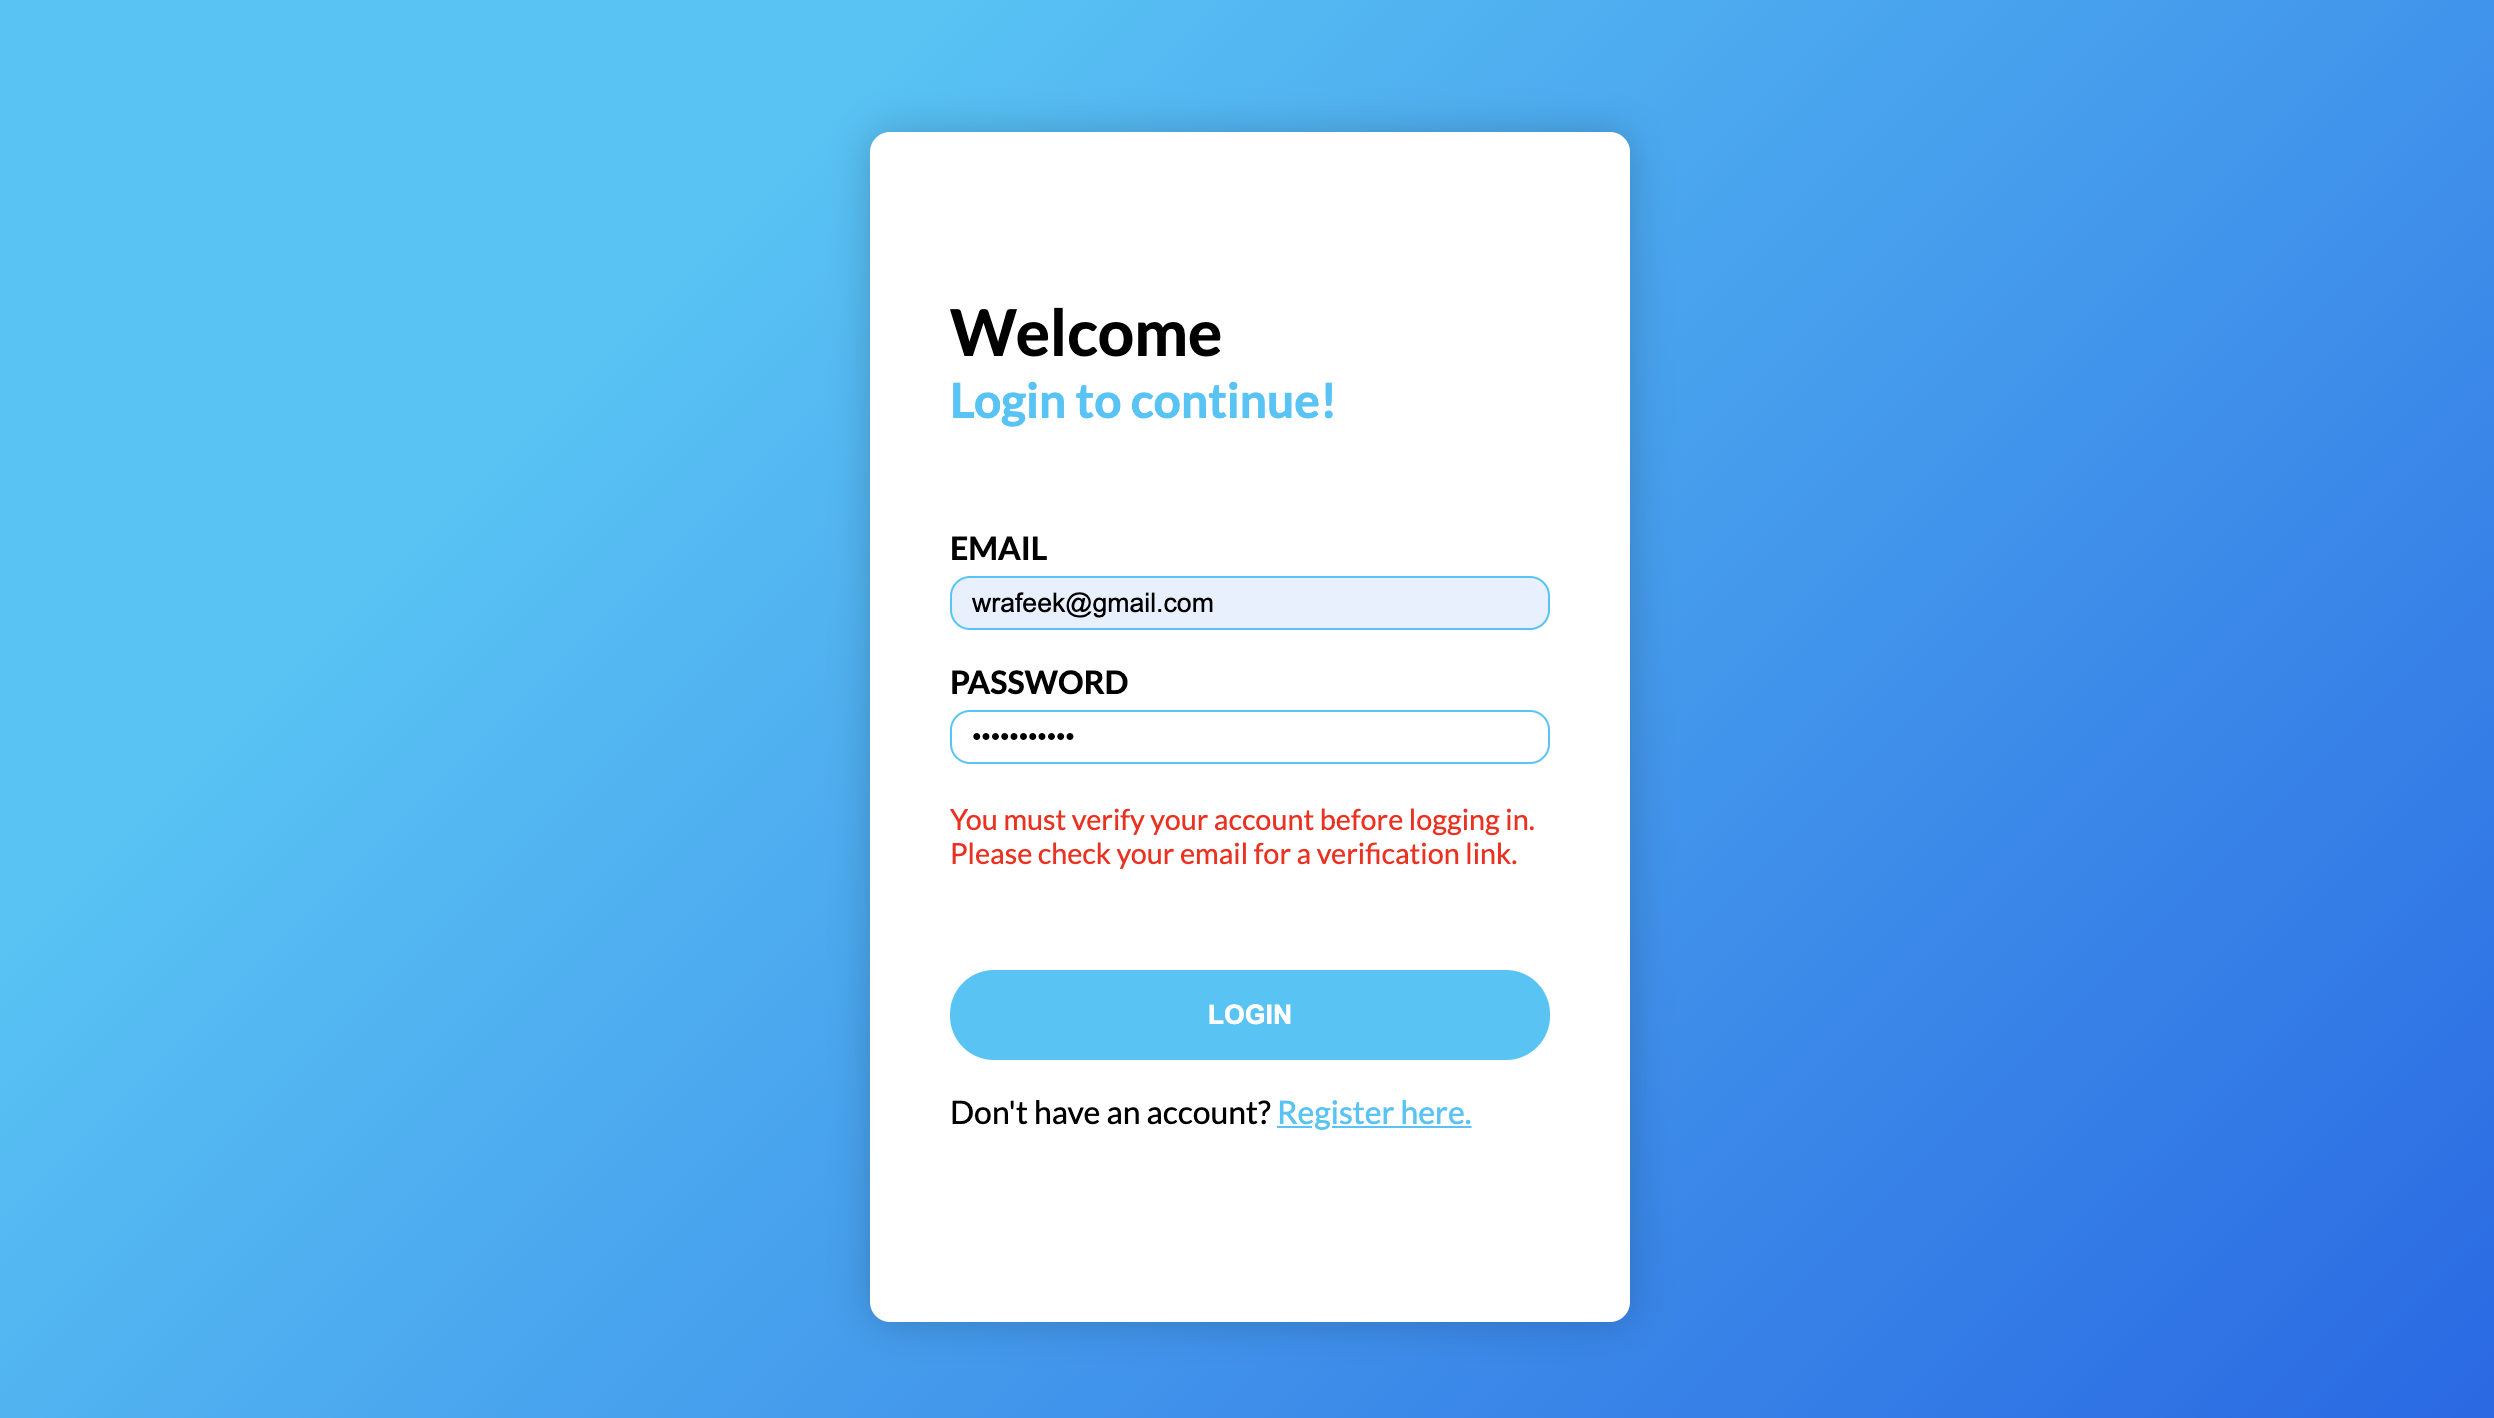 Welcome
Login to continue!
EMAIL
wrafeek@gmail.com
PASSWORD
•••••••••••
You must verify your account before logging in.
Please check your email for a verification link.
LOGIN
Don't have an account? Register here.